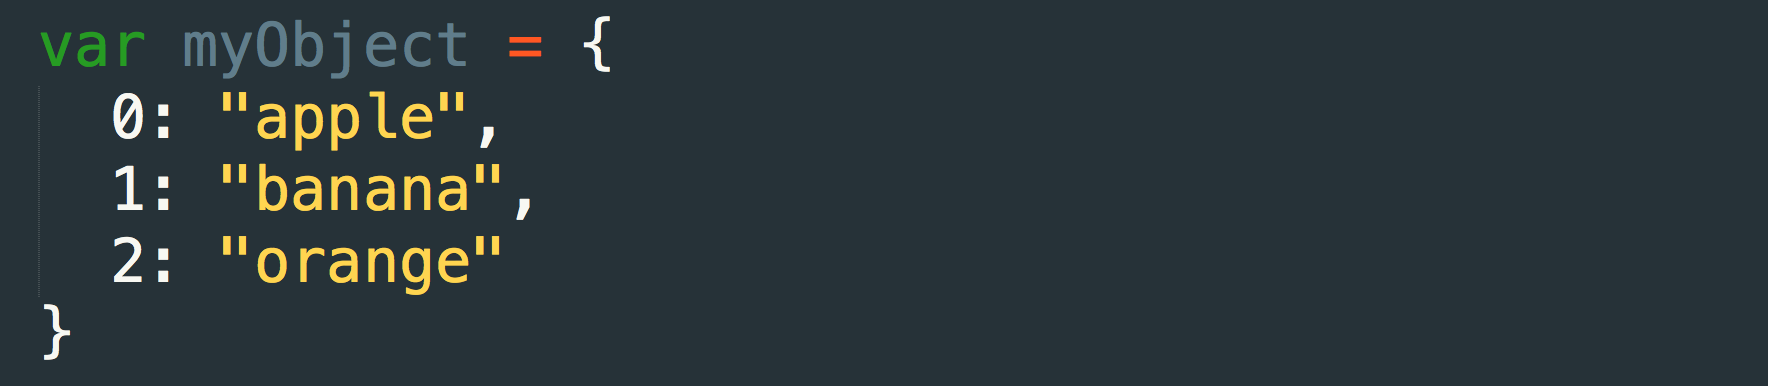 var myObject = {
  0: "apple",
  1: "banana",
  2: "orange"
}